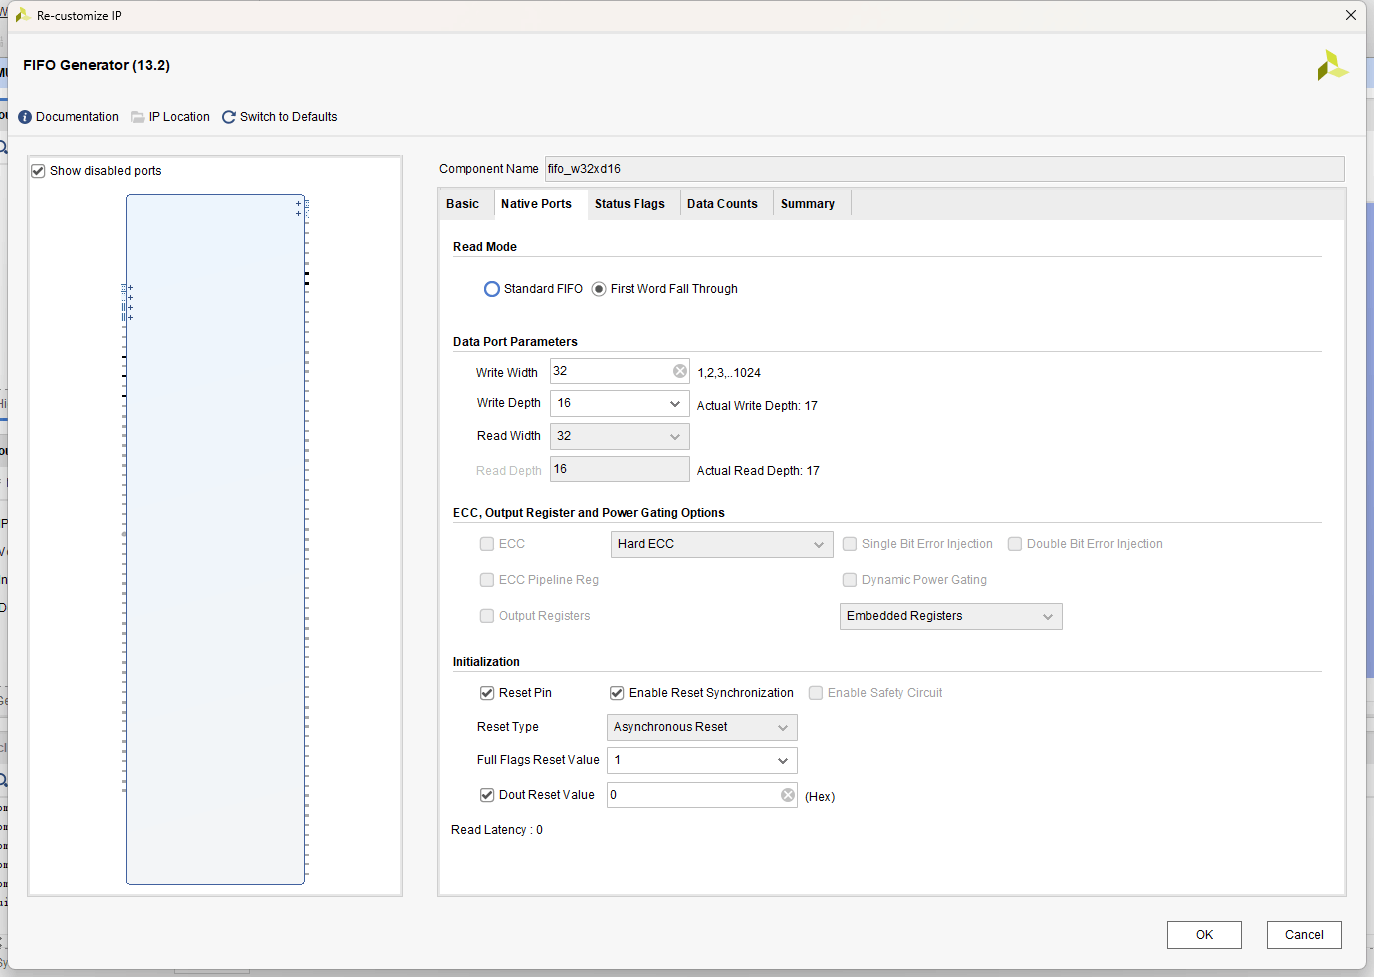 Re-customize IP
FIFO Generator (13.2)
Documentation IP Location Switch to Defaults
Show disabled ports
Component Name fifo_w32xd16
Basic Native Ports Status Flags Data Counts Summary
Read Mode
Standard FIFO First Word Fall Through
Data Port Parameters
Write Width 32 1,2,3,..1024
Write Depth 16 Actual Write Depth: 17
Read Width 32
Read Depth 16 Actual Read Depth: 17
ECC, Output Register and Power Gating Options
ECC Hard ECC Single Bit Error Injection Double Bit Error Injection
ECC Pipeline Reg Dynamic Power Gating
Output Registers Embedded Registers
Initialization
Reset Pin Enable Reset Synchronization Enable Safety Circuit
Reset Type Asynchronous Reset
Full Flags Reset Value 1
Dout Reset Value 0 (Hex)
Read Latency : 0
OK Cancel